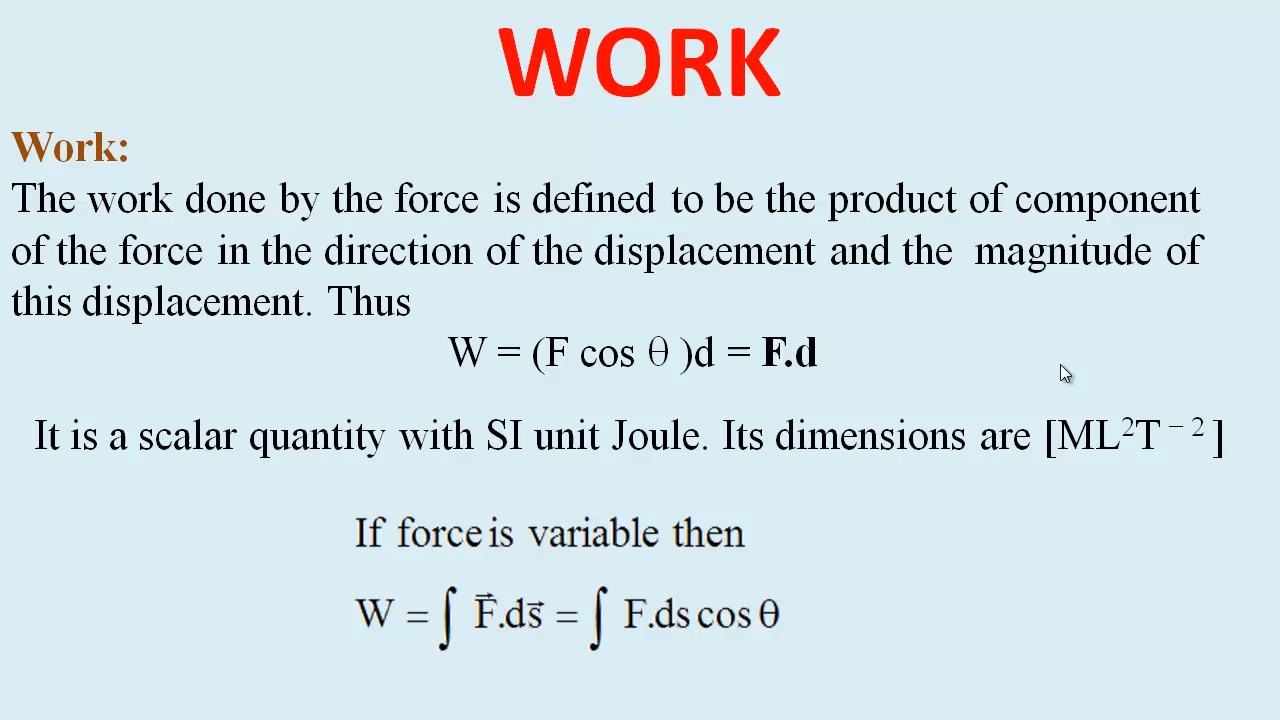 WORK
Work:
The work done by the force is defined to be the product of component
of the force in the direction of the displacement and the magnitude of
this displacement. Thus
W = (F cos θ )d = F.d
It is a scalar quantity with SI unit Joule. Its dimensions are [ML²T⁻²]
If force is variable then
W = ∫ F⃗.ds⃗ = ∫ F.ds cos θ